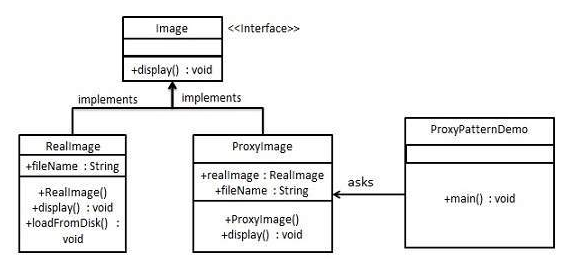 Image <<Interface>>
+display() : void
implements implements
RealImage
+fileName : String
+RealImage()
+display() : void
+loadFromDisk() :
void
ProxyImage
+realImage : RealImage
+fileName : String
+ProxyImage()
+display() : void
asks
ProxyPatternDemo
+main() : void